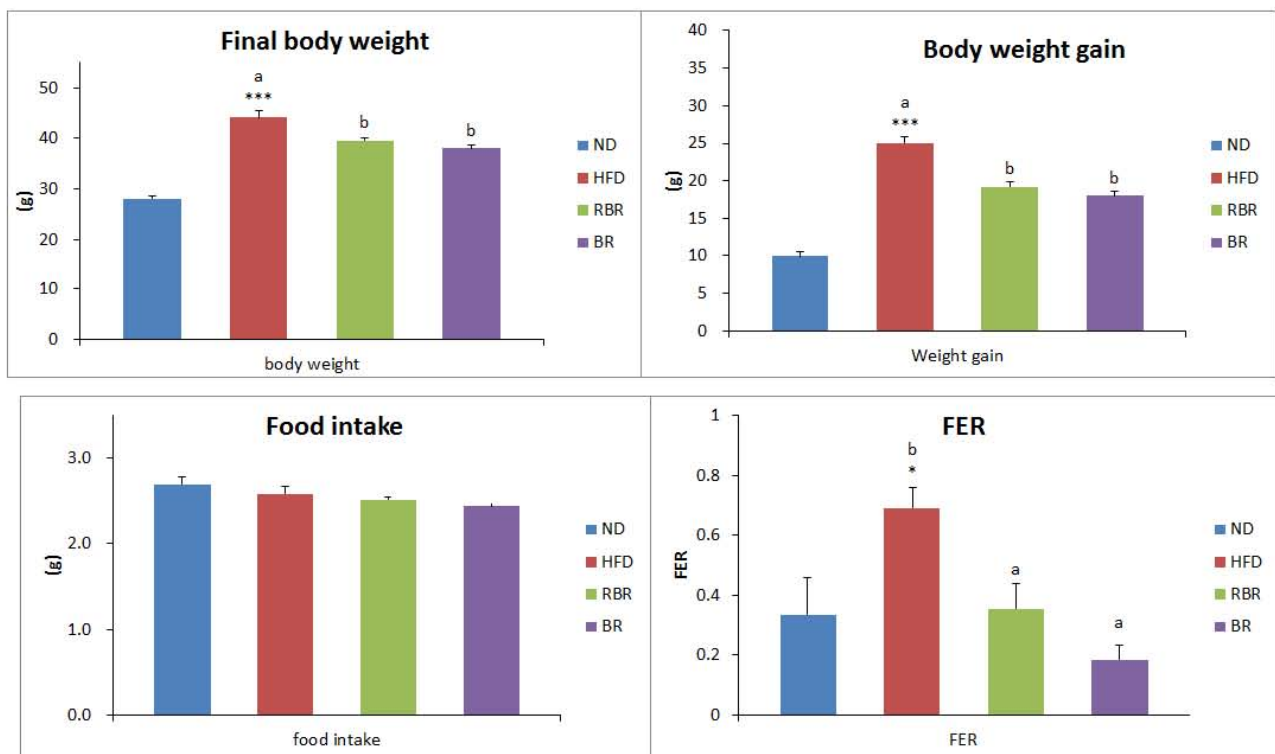 Final body weight
50
40
30
20
10
0
(g)
a
***
b
b
body weight
ND
HFD
RBR
BR
Body weight gain
40
35
30
25
20
15
10
5
0
(g)
a
***
b
b
Weight gain
ND
HFD
RBR
BR
Food intake
3.0
2.0
1.0
0.0
(g)
food intake
ND
HFD
RBR
BR
FER
1
0.8
0.6
0.4
0.2
0
FER
b
*
a
a
FER
ND
HFD
RBR
BR